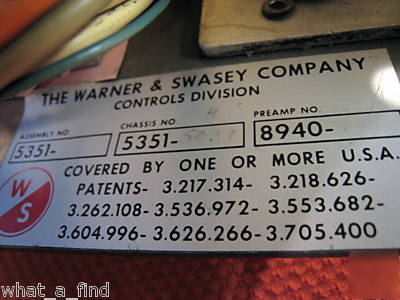 THE WARNER & SWASEY COMPANY
CONTROLS DIVISION
ASSEMBLY NO. CHASSIS NO. PREAMP NO.
5351- 5351- 8940-
COVERED BY ONE OR MORE U.S.A.
PATENTS- 3.217.314- 3.218.626-
W
S
3.262.108- 3.536.972- 3.553.682-
3.604.996- 3.626.266- 3.705.400
what_a_find